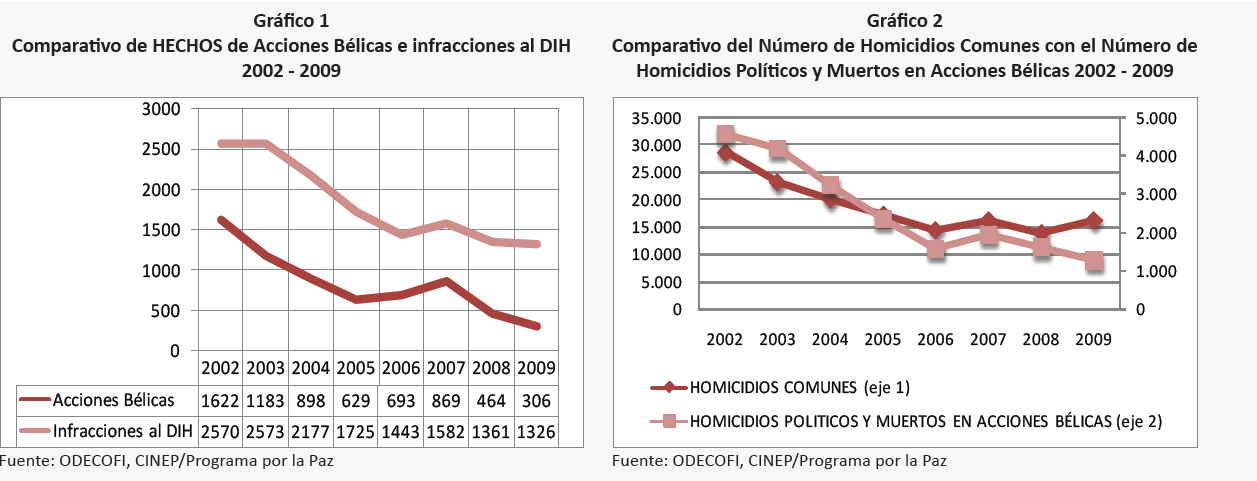 Gráfico 1
Comparativo de HECHOS de Acciones Bélicas e infracciones al DIH
2002 - 2009
3000
2500
2000
1500
1000
500
0
2002 2003 2004 2005 2006 2007 2008 2009
Acciones Bélicas 1622 1183 898 629 693 869 464 306
Infracciones al DIH 2570 2573 2177 1725 1443 1582 1361 1326
Fuente: ODECOFI, CINEP/Programa por la Paz
Gráfico 2
Comparativo del Número de Homicidios Comunes con el Número de
Homicidios Políticos y Muertos en Acciones Bélicas 2002 - 2009
35.000
30.000
25.000
20.000
15.000
10.000
5.000
0
5.000
4.000
3.000
2.000
1.000
0
2002 2003 2004 2005 2006 2007 2008 2009
HOMICIDIOS COMUNES (eje 1)
HOMICIDIOS POLITICOS Y MUERTOS EN ACCIONES BÉLICAS (eje 2)
Fuente: ODECOFI, CINEP/Programa por la Paz